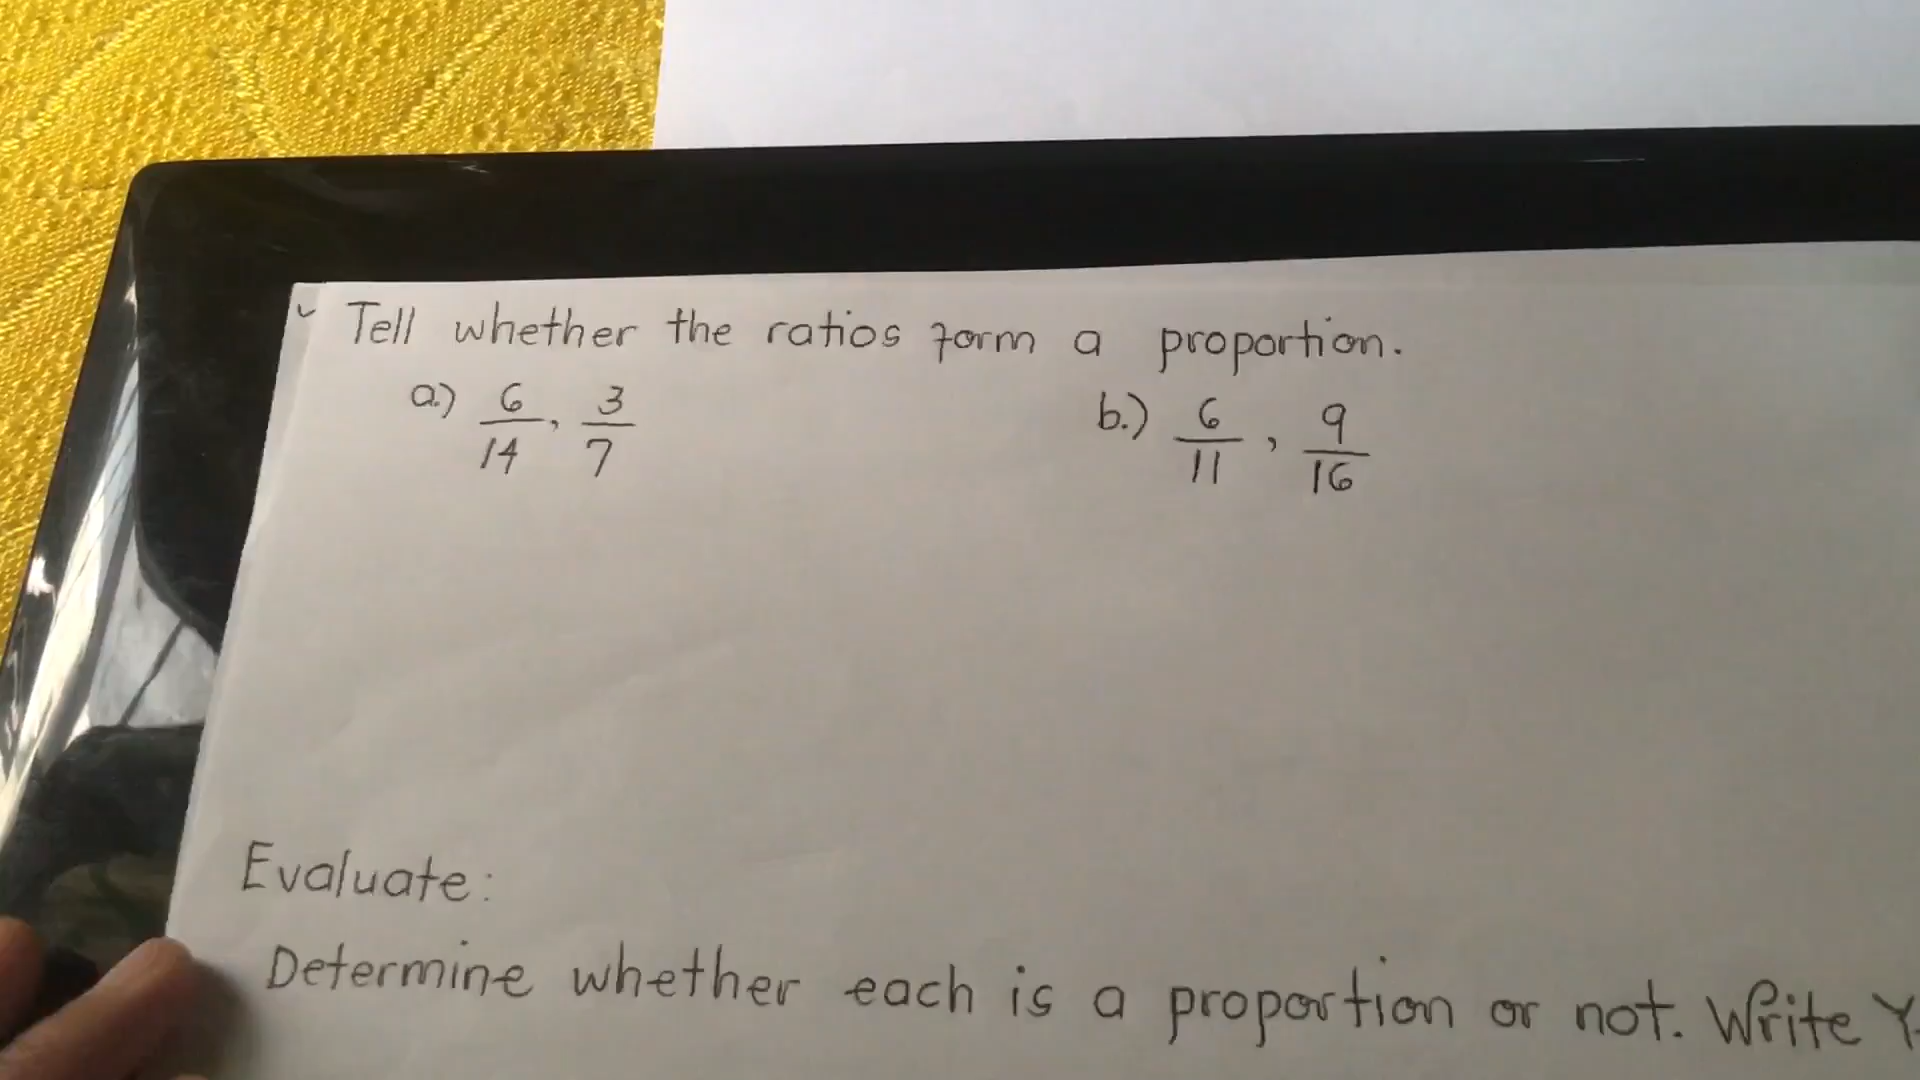 Tell whether the ratios form a proportion.
a.) 6/14, 3/7
b.) 6/11, 9/16
Evaluate:
Determine whether each is a proportion or not. Write